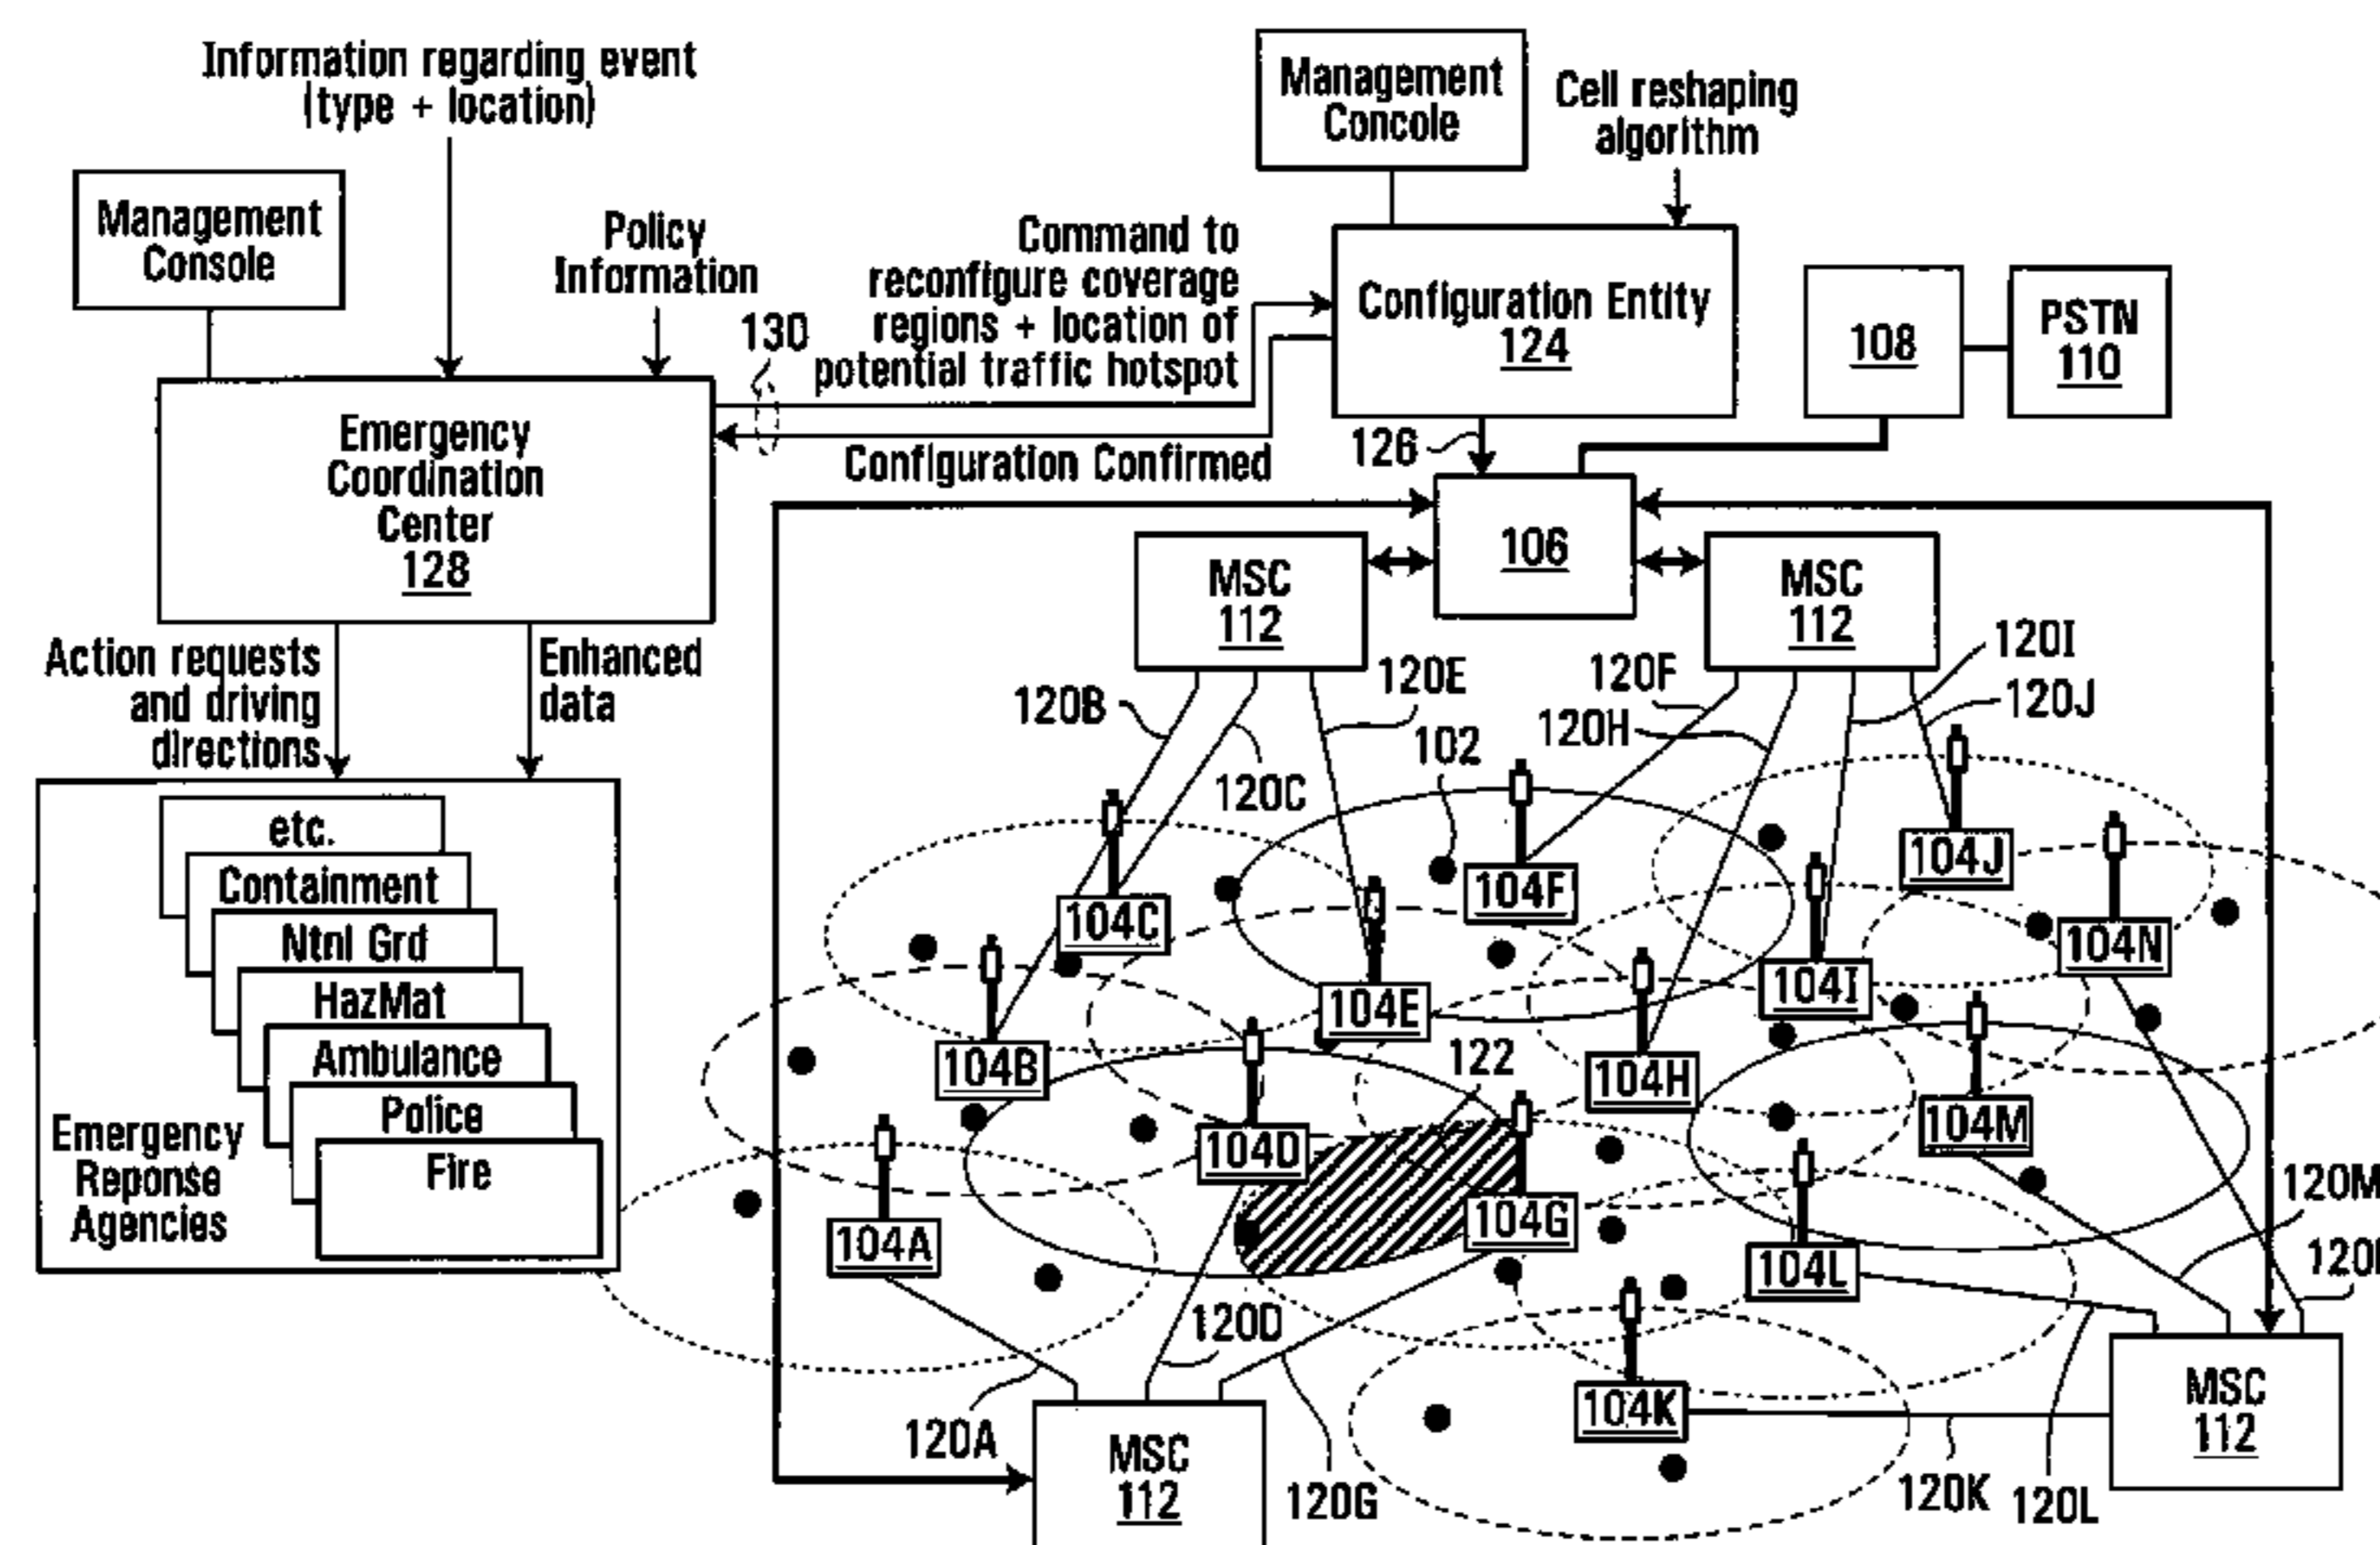 Information regarding event
(type + location)
Management
Console
Policy
Information
130
Command to
reconfigure coverage
regions + location of
potential traffic hotspot
Configuration Confirmed
Management
Concole
Cell reshaping
algorithm
Configuration Entity
124
126
108
PSTN
110
106
Emergency
Coordination
Center
128
Action requests
and driving
directions
Enhanced
data
etc.
Containment
Ntnl Grd
HazMat
Ambulance
Police
Fire
Emergency
Reponse
Agencies
MSC
112
MSC
112
120B
120C
120E
102
120F
120H
120I
120J
104C
104F
104J
104N
104B
104E
104I
122
104H
104D
104M
104A
104G
104L
104K
120M
120D
120A
120G
120K
120L
MSC
112
MSC
112